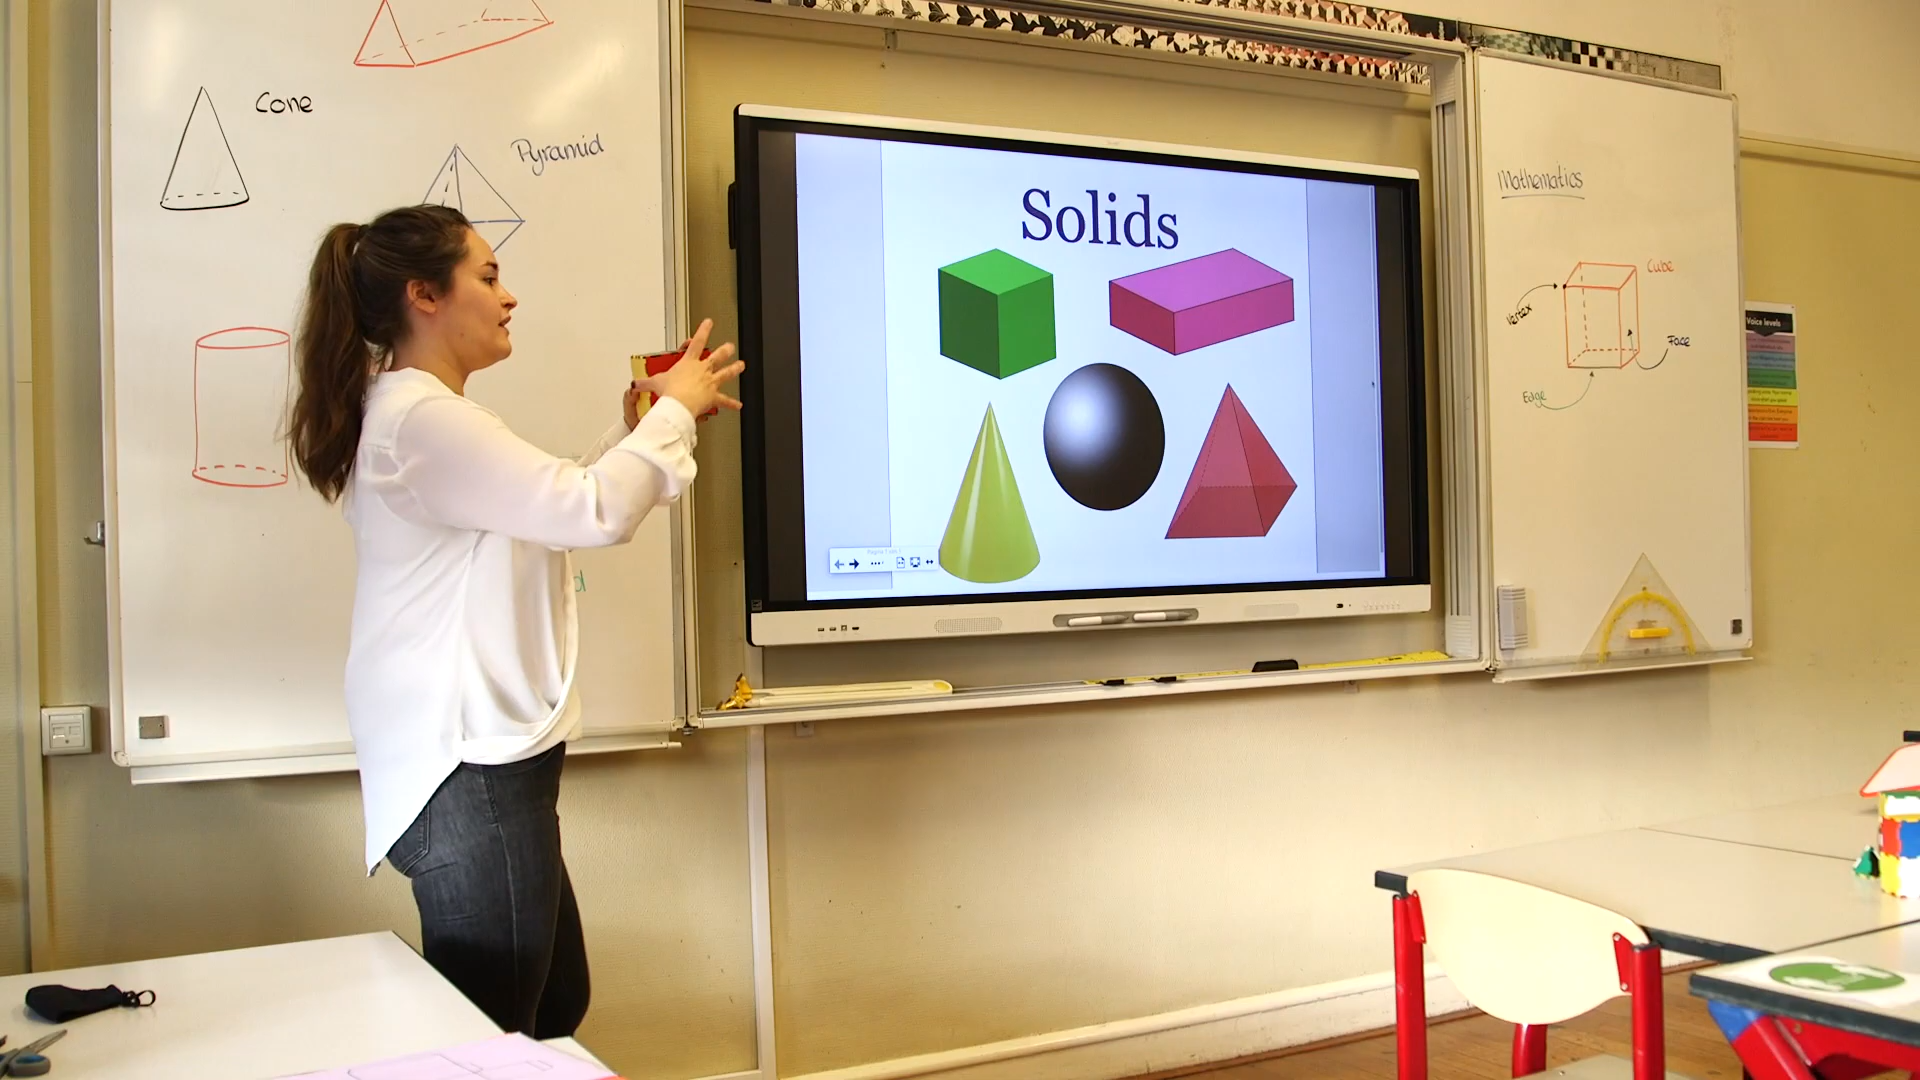 Cone
Pyramid
Solids
Mathematics
Cube
Vertex
Face
Edge
Voice levels